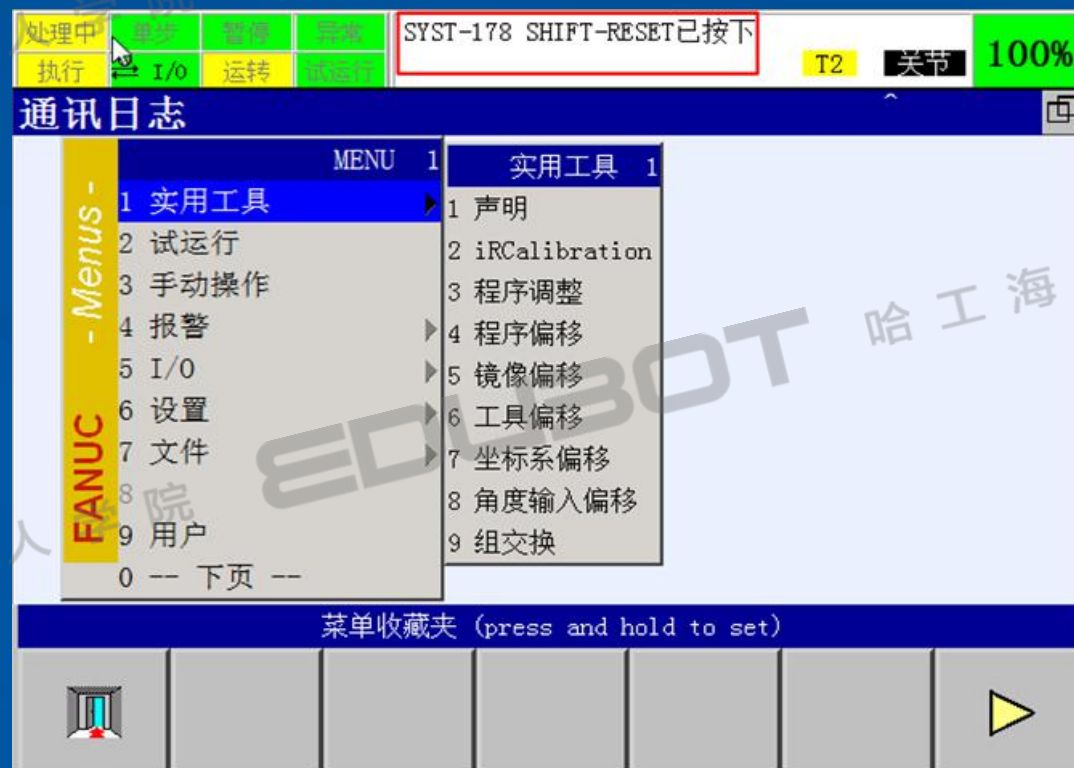 处理中 单步 暂停 异常
执行 I/O 运转 试运行
SYST-178 SHIFT-RESET已按下
T2 关节 100%
通讯日志
- Menus -
FANUC
MENU 1
1 实用工具
2 试运行
3 手动操作
4 报警
5 I/O
6 设置
7 文件
8
9 用户
0 -- 下页 --
实用工具 1
1 声明
2 iRCalibration
3 程序调整
4 程序偏移
5 镜像偏移
6 工具偏移
7 坐标系偏移
8 角度输入偏移
9 组交换
菜单收藏夹 (press and hold to set)
EDUBOT 哈工海
人学院